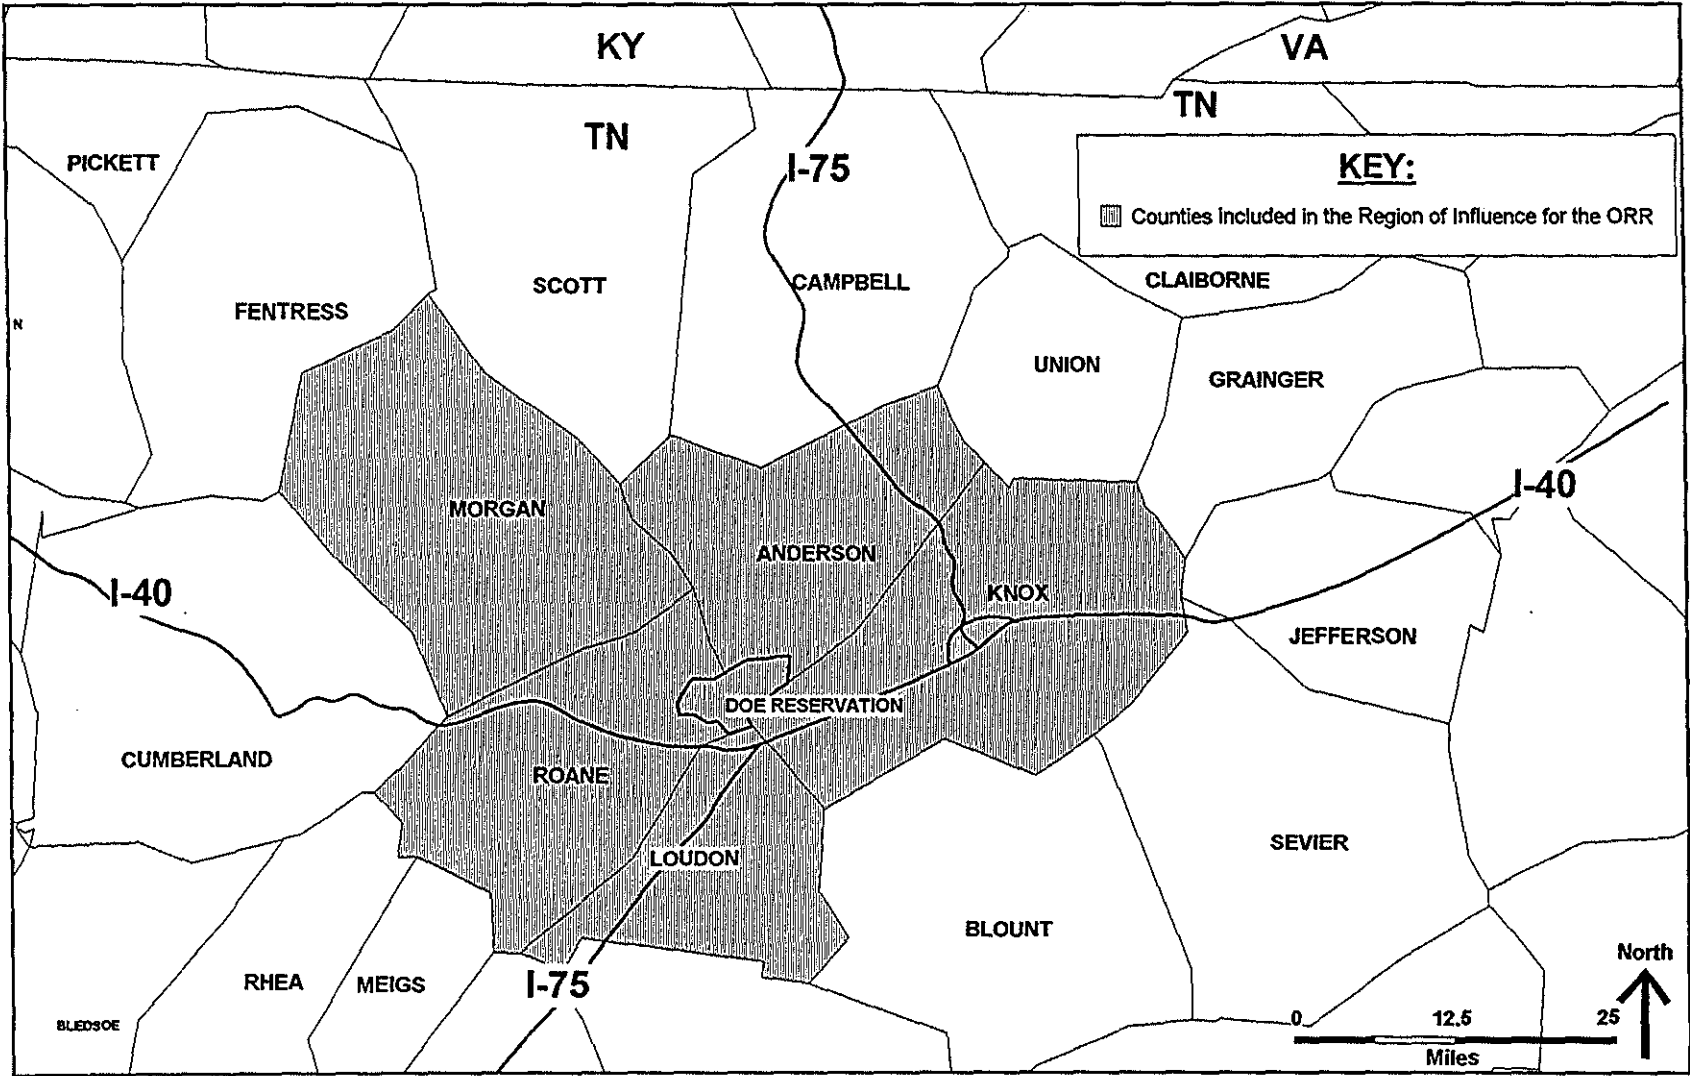 KY
VA
TN
TN
PICKETT
I-75
KEY:
Counties included in the Region of Influence for the ORR
SCOTT
CAMPBELL
CLAIBORNE
FENTRESS
N
UNION
GRAINGER
I-40
MORGAN
ANDERSON
I-40
KNOX
JEFFERSON
DOE RESERVATION
CUMBERLAND
ROANE
SEVIER
LOUDON
BLOUNT
North
RHEA
MEIGS
I-75
BLEDSOE
0 12.5 25
Miles